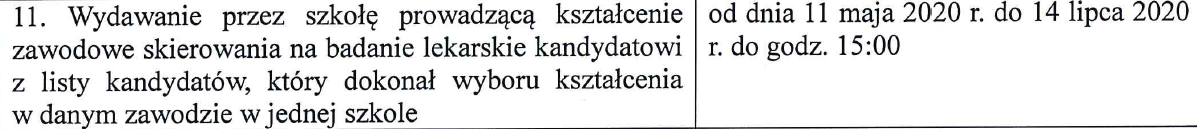 11. Wydawanie przez szkołę prowadzącą kształcenie
zawodowe skierowania na badanie lekarskie kandydatowi
z listy kandydatów, który dokonał wyboru kształcenia
w danym zawodzie w jednej szkole
od dnia 11 maja 2020 r. do 14 lipca 2020
r. do godz. 15:00